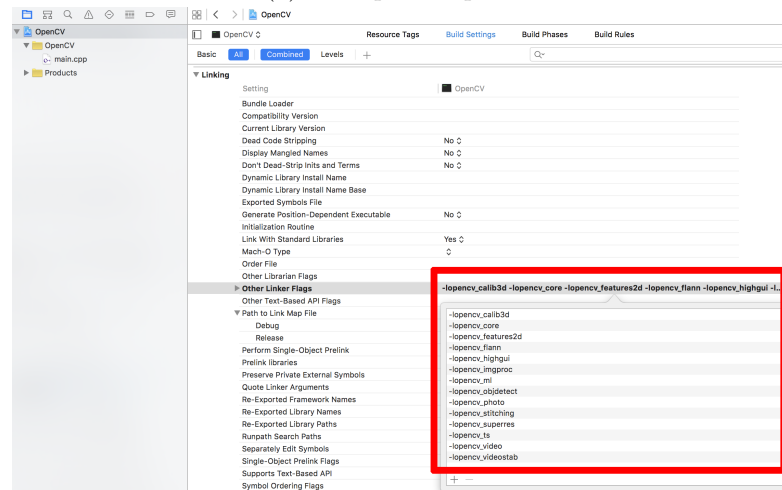 OpenCV
OpenCV
OpenCV
main.cpp
Products
OpenCV
Resource Tags
Build Settings
Build Phases
Build Rules
Basic
All
Combined
Levels
+
Linking
Setting
OpenCV
Bundle Loader
Compatibility Version
Current Library Version
Dead Code Stripping No
Display Mangled Names No
Don't Dead-Strip Inits and Terms No
Dynamic Library Install Name
Dynamic Library Install Name Base
Exported Symbols File
Generate Position-Dependent Executable No
Initialization Routine
Link With Standard Libraries Yes
Mach-O Type
Order File
Other Librarian Flags
Other Linker Flags -lopencv_calib3d -lopencv_core -lopencv_features2d -lopencv_flann -lopencv_highgui -l...
Other Text-Based API Flags
Path to Link Map File
Debug
Release
Perform Single-Object Prelink
Prelink libraries
Preserve Private External Symbols
Quote Linker Arguments
Re-Exported Framework Names
Re-Exported Library Names
Re-Exported Library Paths
Runpath Search Paths
Separately Edit Symbols
Single-Object Prelink Flags
Supports Text-Based API
Symbol Ordering Flags
-lopencv_calib3d
-lopencv_core
-lopencv_features2d
-lopencv_flann
-lopencv_highgui
-lopencv_imgproc
-lopencv_ml
-lopencv_objdetect
-lopencv_photo
-lopencv_stitching
-lopencv_superres
-lopencv_ts
-lopencv_video
-lopencv_videostab
+ −